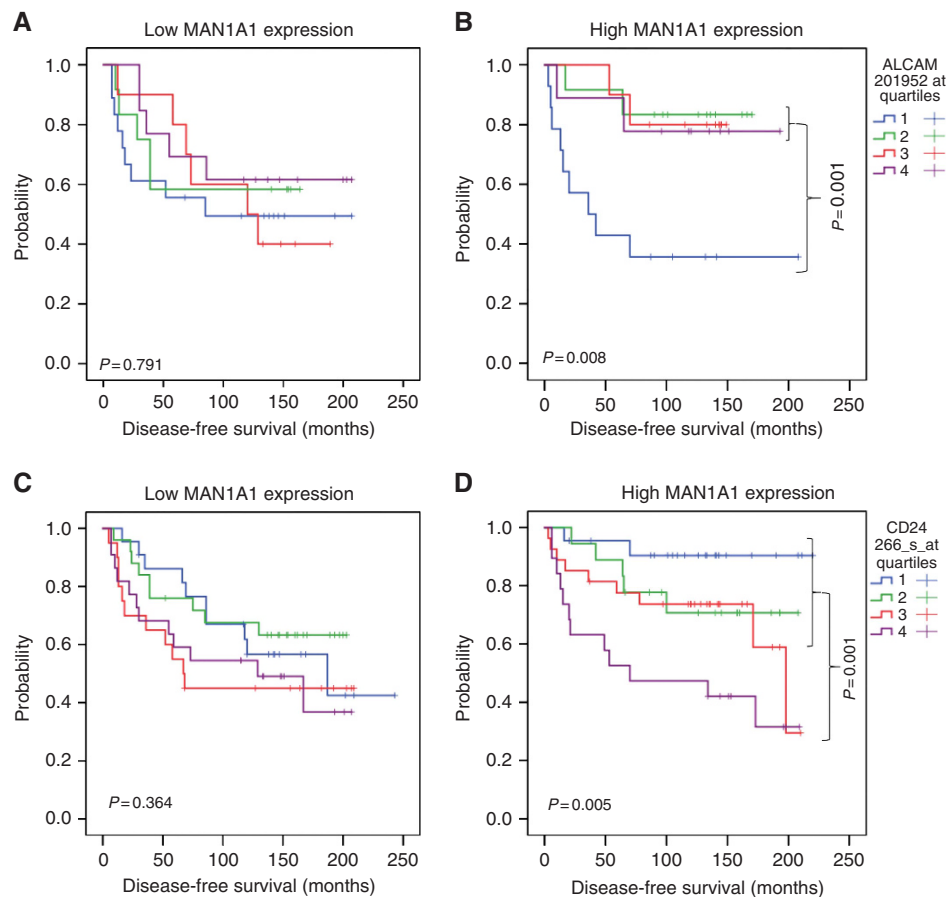 A
Low MAN1A1 expression
1.0
0.8
0.6
0.4
0.2
0.0
Probability
P=0.791
0 50 100 150 200 250
Disease-free survival (months)
B
High MAN1A1 expression
1.0
0.8
0.6
0.4
0.2
0.0
Probability
P=0.001
P=0.008
0 50 100 150 200 250
Disease-free survival (months)
ALCAM
201952 at
quartiles
1
2
3
4
C
Low MAN1A1 expression
1.0
0.8
0.6
0.4
0.2
0.0
Probability
P=0.364
0 50 100 150 200 250
Disease-free survival (months)
D
High MAN1A1 expression
1.0
0.8
0.6
0.4
0.2
0.0
Probability
P=0.001
P=0.005
0 50 100 150 200 250
Disease-free survival (months)
CD24
266_s_at
quartiles
1
2
3
4